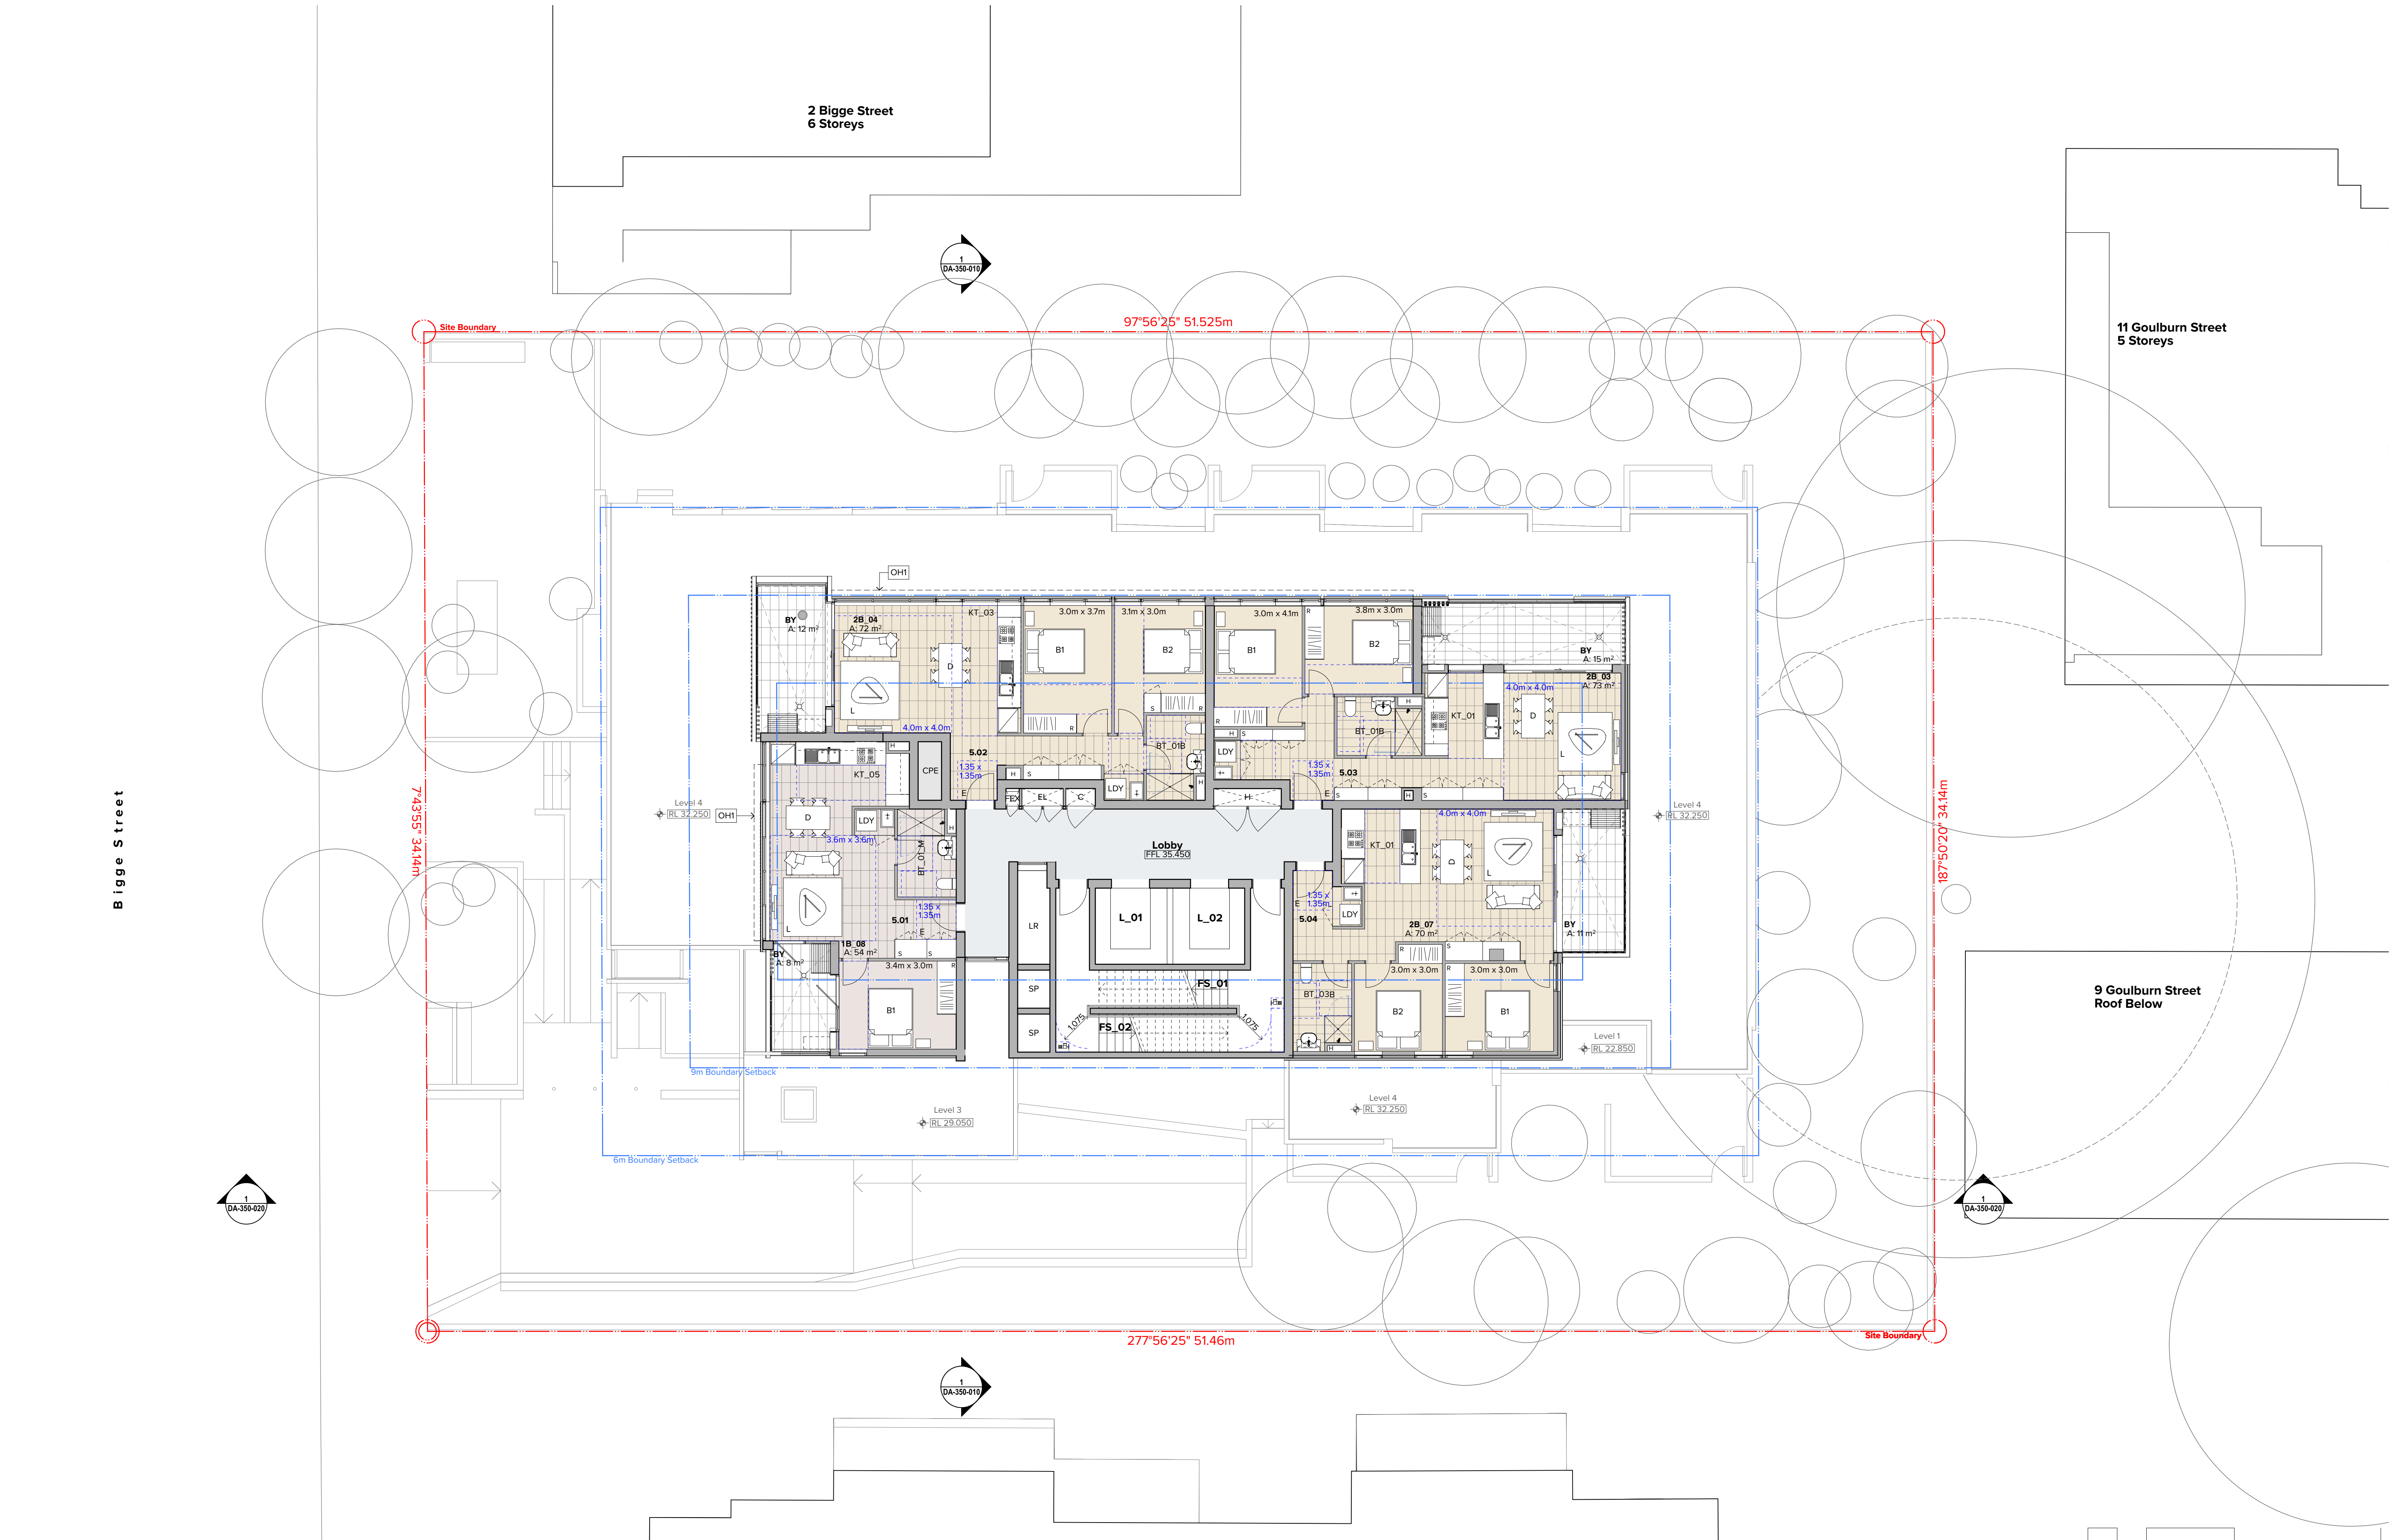 2 Bigge Street
6 Storeys
1
DA-350-010
Site Boundary
97°56'25" 51.525m
11 Goulburn Street
5 Storeys
OH1
BY
A: 12 m²
2B_04
A: 72 m²
KT_03
3.0m x 3.7m
3.1m x 3.0m
3.0m x 4.1m
R
3.8m x 3.0m
B1
B2
B1
B2
D
L
BY
A: 15 m²
2B_03
A: 73 m²
4.0m x 4.0m
KT_01
D
L
4.0m x 4.0m
R
S
R
R
H
BT_01B
BT_01B
H
S
H
LDY
KT_05
CPE
5.02
1.35 x
1.35m
E
H
S
LDY
H
5.03
1.35 x
1.35m
E
S
H
S
FEX
EL
C
H
Bigge Street
7°43'55" 34.14m
187°50'20" 34.14m
Level 4
RL 32.250
OH1
Level 4
RL 32.250
D
LDY
H
3.6m x 3.6m
BT_01_M
L
5.01
1.35 x
1.35m
E
S
S
1B_08
A: 54 m²
BY
A: 8 m²
3.4m x 3.0m
R
B1
Lobby
FFL 35.450
L_01
L_02
LR
SP
SP
FS_01
FS_02
1.075
1.075
4.0m x 4.0m
KT_01
D
L
1.35 x
1.35m
E
5.04
LDY
2B_07
A: 70 m²
BY
A: 11 m²
R
S
3.0m x 3.0m
R
3.0m x 3.0m
BT_03B
B2
B1
H
9 Goulburn Street
Roof Below
Level 1
RL 22.850
9m Boundary Setback
Level 3
RL 29.050
Level 4
RL 32.250
6m Boundary Setback
1
DA-350-020
1
DA-350-020
277°56'25" 51.46m
Site Boundary
1
DA-350-010